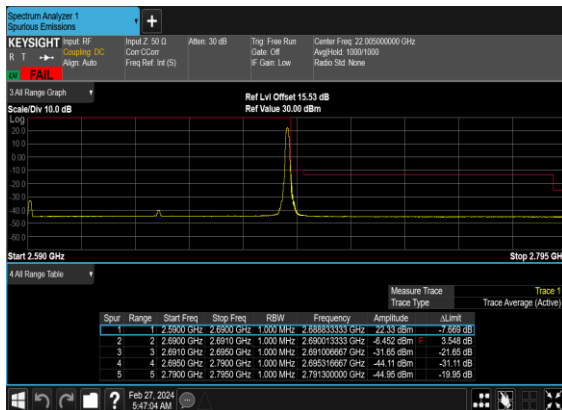 Spectrum Analyzer 1
Spurious Emissions
KEYSIGHT Input: RF Input Z: 50 Ω Atten: 30 dB Trig: Free Run Center Freq: 22.005000000 GHz
R T Coupling: DC Corr CCorr Gate: Off Avg|Hold: 1000/1000
Align: Auto Freq Ref: Int (S) IF Gain: Low Radio Std: None
FAIL
3 All Range Graph
Ref Lvl Offset 15.53 dB
Scale/Div 10.0 dB Ref Value 30.00 dBm
Log
20.0
10.0
0.00
-10.0
-20.0
-30.0
-40.0
-50.0
-60.0
Start 2.590 GHz Stop 2.795 GH
4 All Range Table
Measure Trace Trace 1
Trace Type Trace Average (Active)
Spur Range Start Freq Stop Freq RBW Frequency Amplitude ΔLimit
1 1 2.5900 GHz 2.6900 GHz 1.000 MHz 2.688833333 GHz 22.33 dBm -7.669 dB
2 2 2.6900 GHz 2.6910 GHz 1.000 MHz 2.690013333 GHz -6.452 dBm F 3.548 dB
3 3 2.6910 GHz 2.6950 GHz 1.000 MHz 2.691006667 GHz -31.65 dBm -21.65 dB
4 4 2.6950 GHz 2.7900 GHz 1.000 MHz 2.695316667 GHz -44.11 dBm -31.11 dB
5 5 2.7900 GHz 2.7950 GHz 1.000 MHz 2.791300000 GHz -44.95 dBm -19.95 dB
Feb 27, 2024
5:47:04 AM